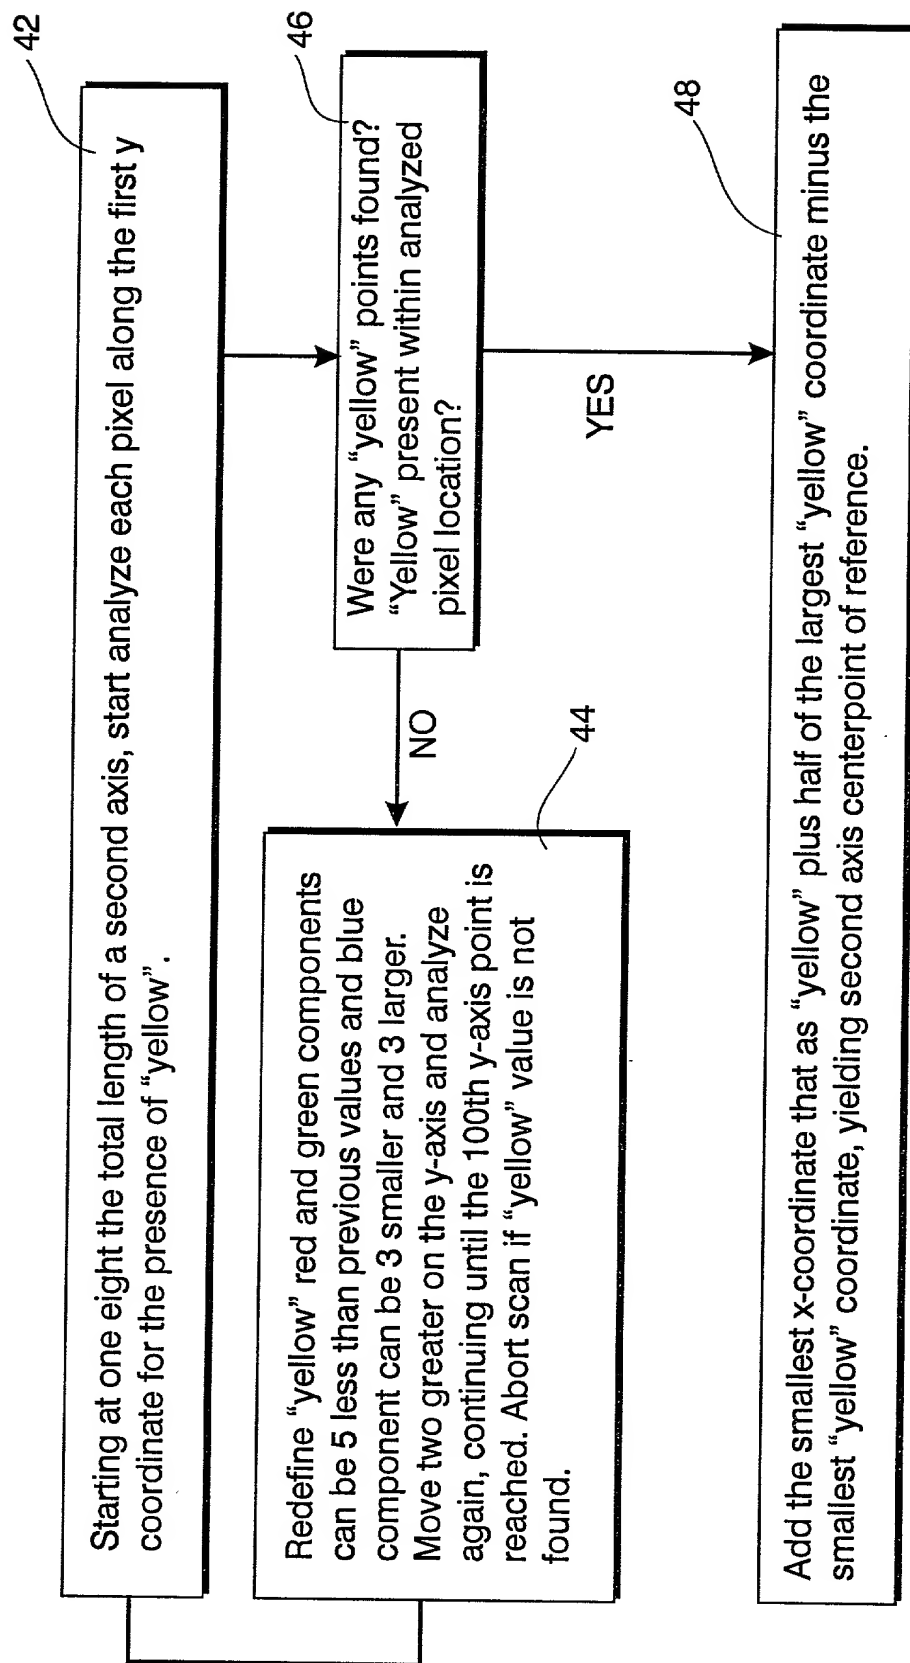 42
Starting at one eight the total length of a second axis, start analyze each pixel along the first y
coordinate for the presence of “yellow”.
46
Were any “yellow” points found?
“Yellow” present within analyzed
pixel location?
NO
YES
44
Redefine “yellow” red and green components
can be 5 less than previous values and blue
component can be 3 smaller and 3 larger.
Move two greater on the y-axis and analyze
again, continuing until the 100th y-axis point is
reached. Abort scan if “yellow” value is not
found.
48
Add the smallest x-coordinate that as “yellow” plus half of the largest “yellow” coordinate minus the
smallest “yellow” coordinate, yielding second axis centerpoint of reference.